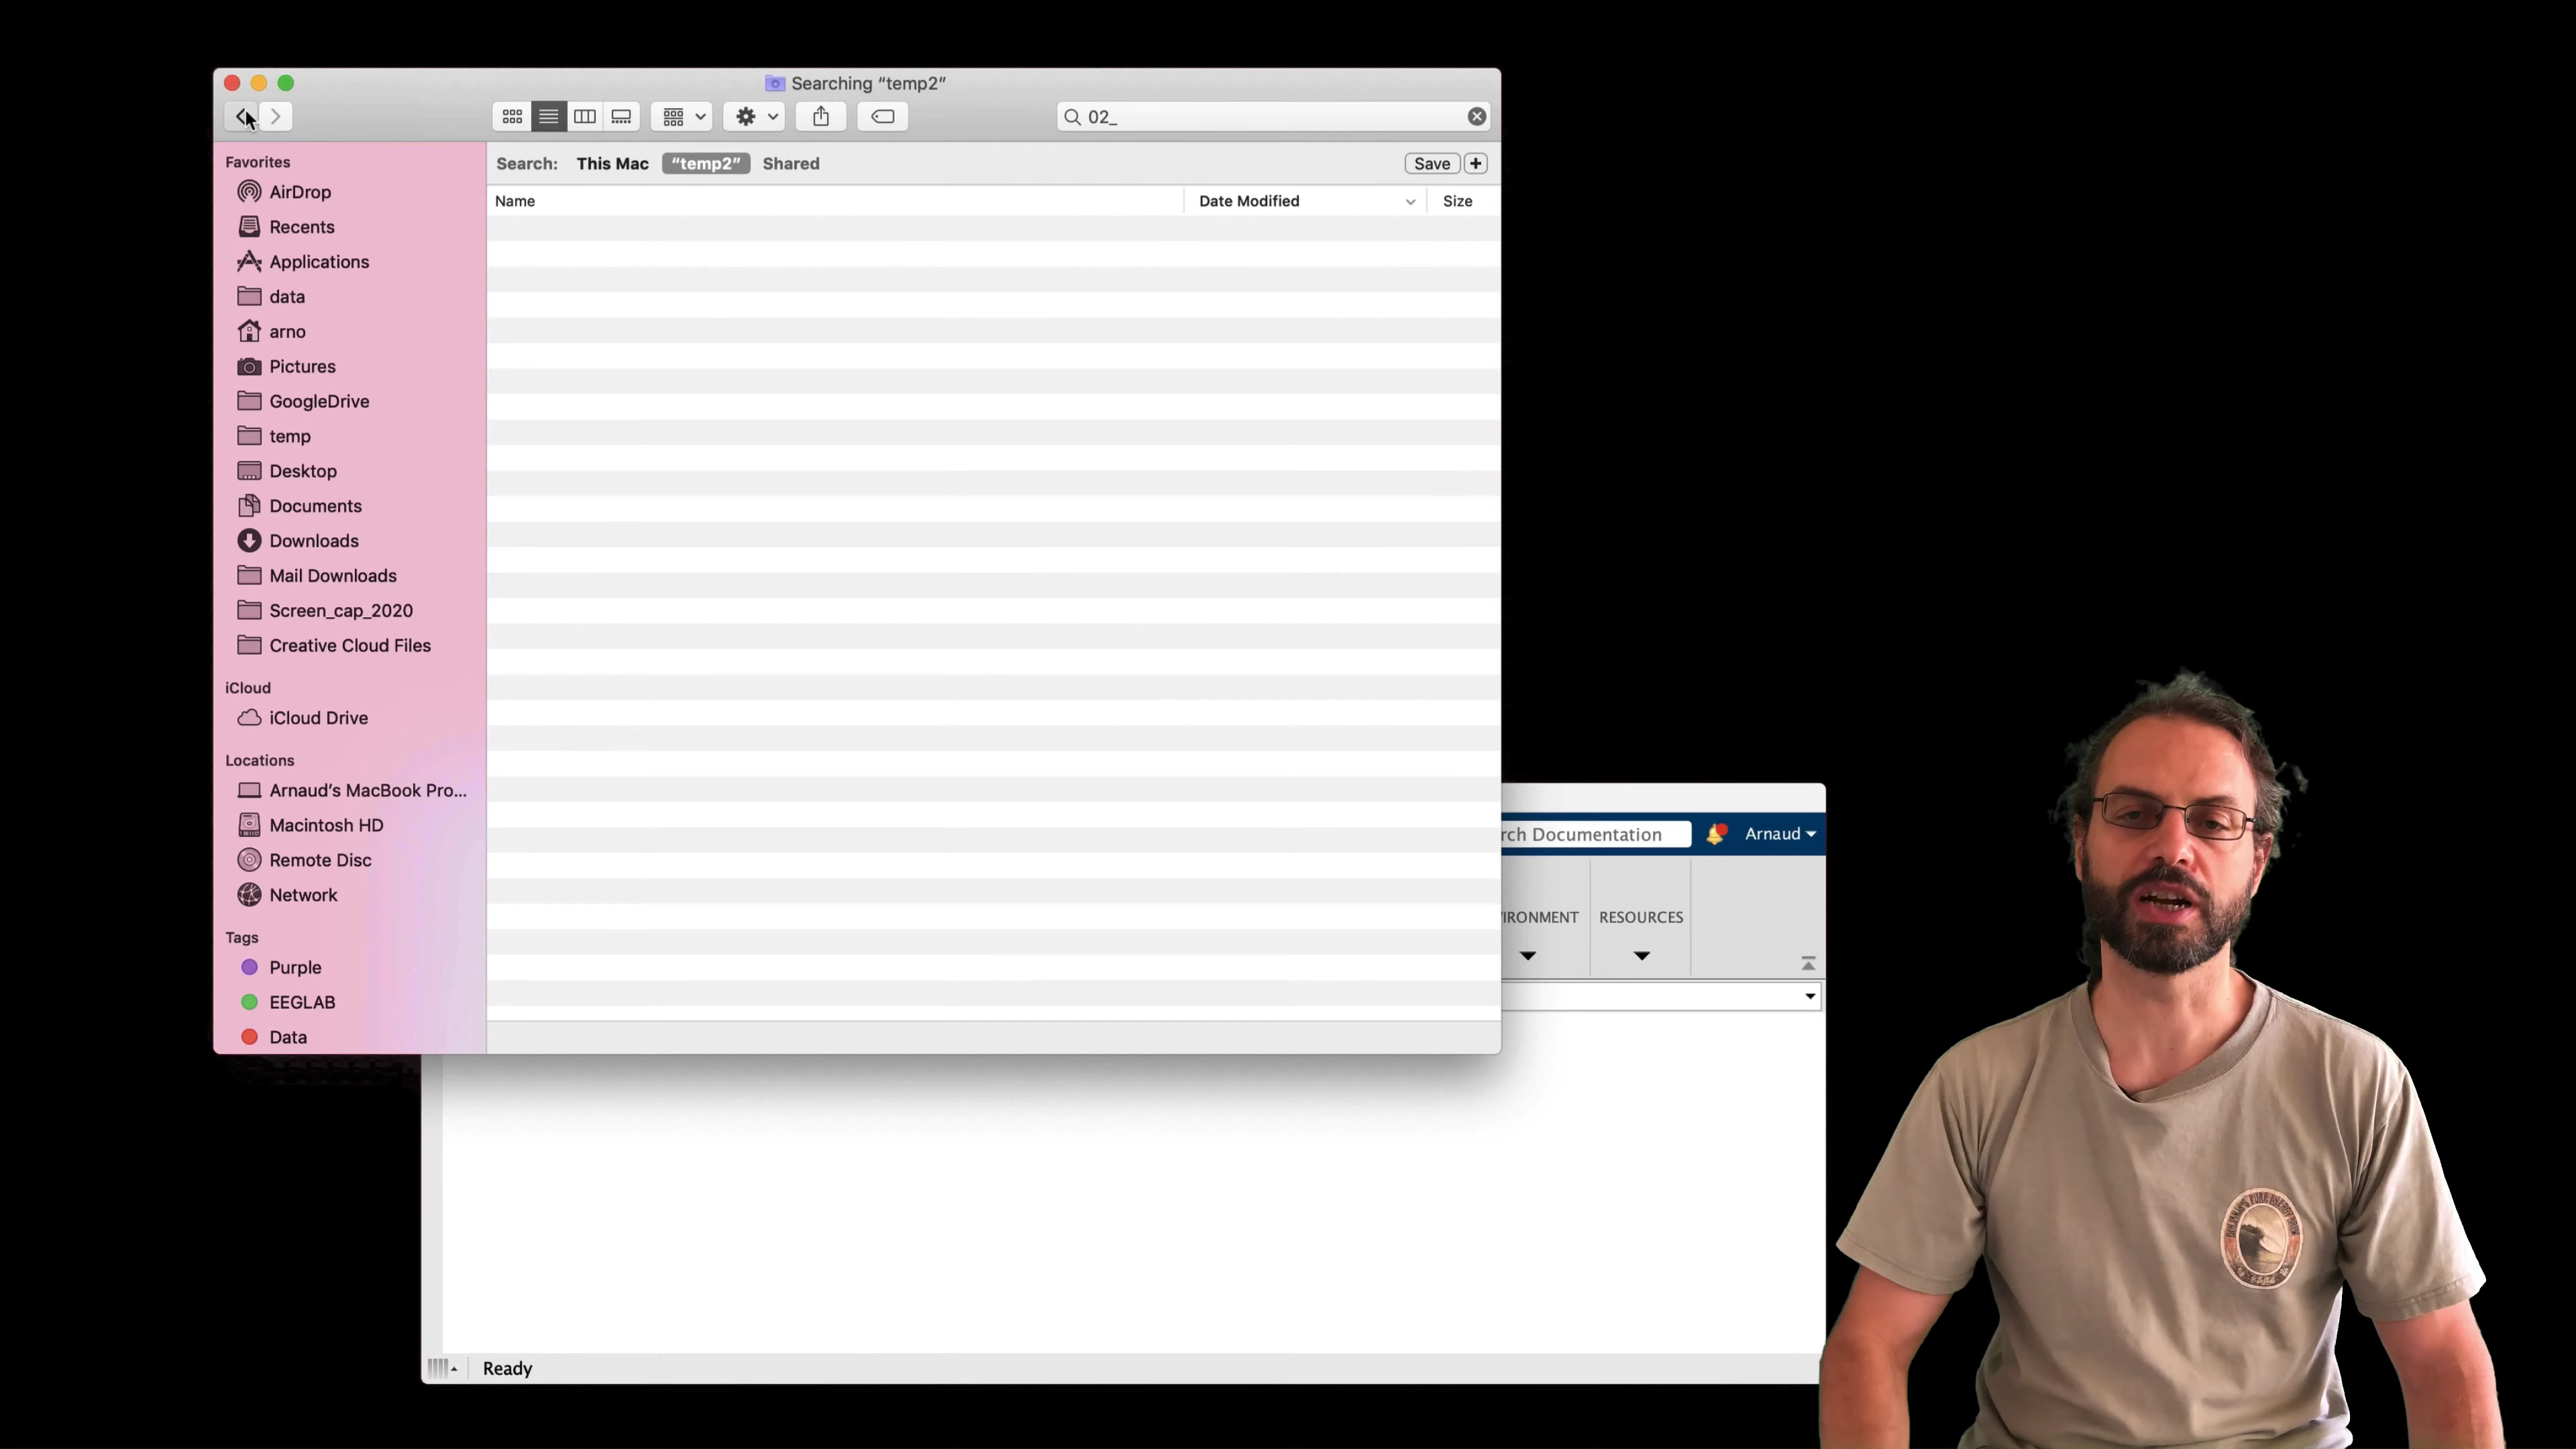 Searching “temp2”
02_
Favorites
AirDrop
Recents
Applications
data
arno
Pictures
GoogleDrive
temp
Desktop
Documents
Downloads
Mail Downloads
Screen_cap_2020
Creative Cloud Files
iCloud
iCloud Drive
Locations
Arnaud’s MacBook Pro...
Macintosh HD
Remote Disc
Network
Tags
Purple
EEGLAB
Data
Search: This Mac “temp2” Shared Save
Name Date Modified Size
rch Documentation Arnaud
IRONMENT RESOURCES
Ready